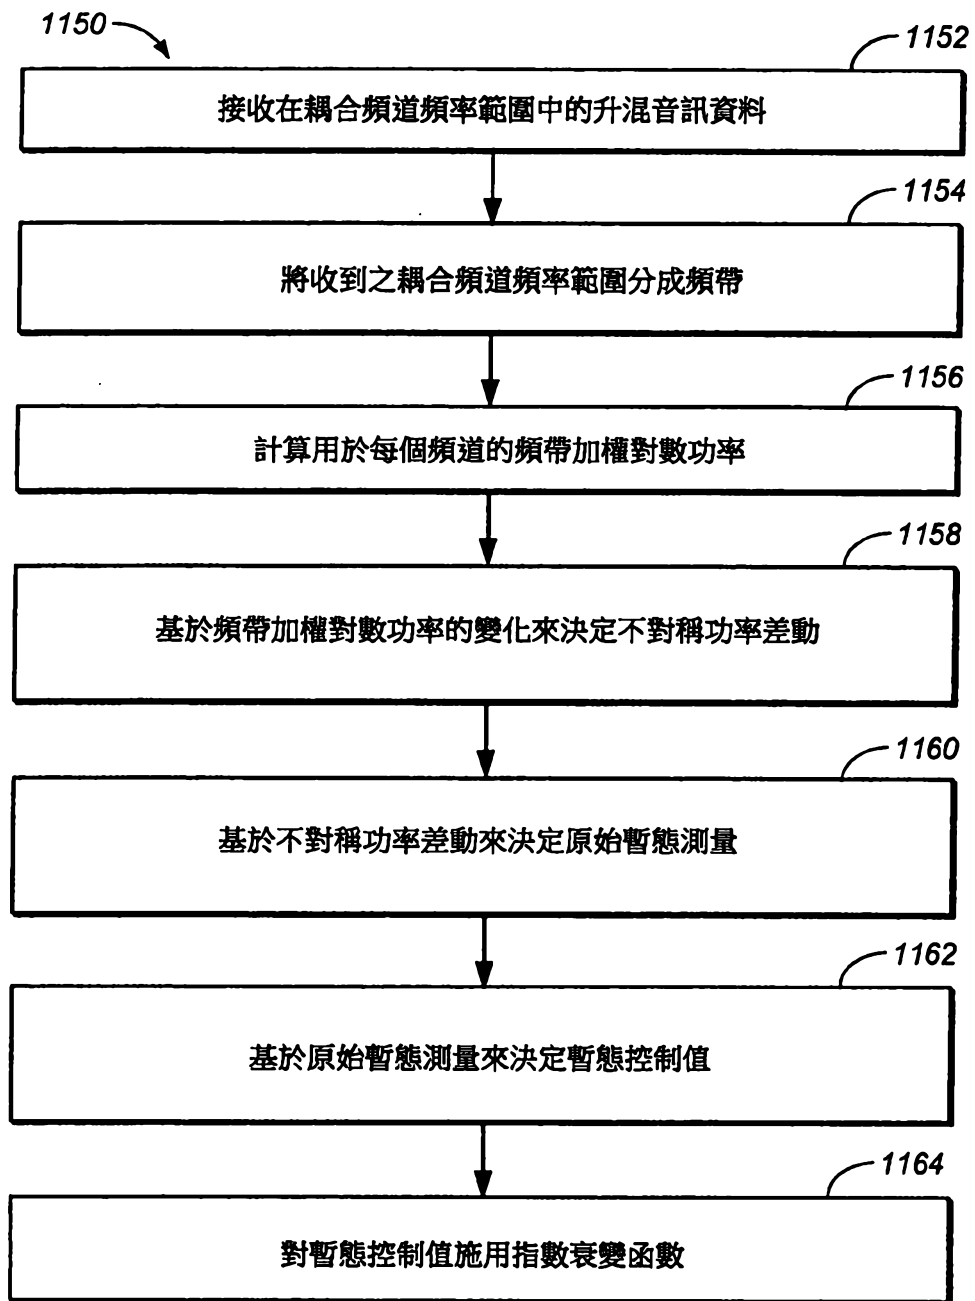 1150
1152
接收在耦合頻道頻率範圍中的升混音訊資料
1154
將收到之耦合頻道頻率範圍分成頻帶
1156
計算用於每個頻道的頻帶加權對數功率
1158
基於頻帶加權對數功率的變化來決定不對稱功率差動
1160
基於不對稱功率差動來決定原始暫態測量
1162
基於原始暫態測量來決定暫態控制值
1164
對暫態控制值施用指數衰變函數